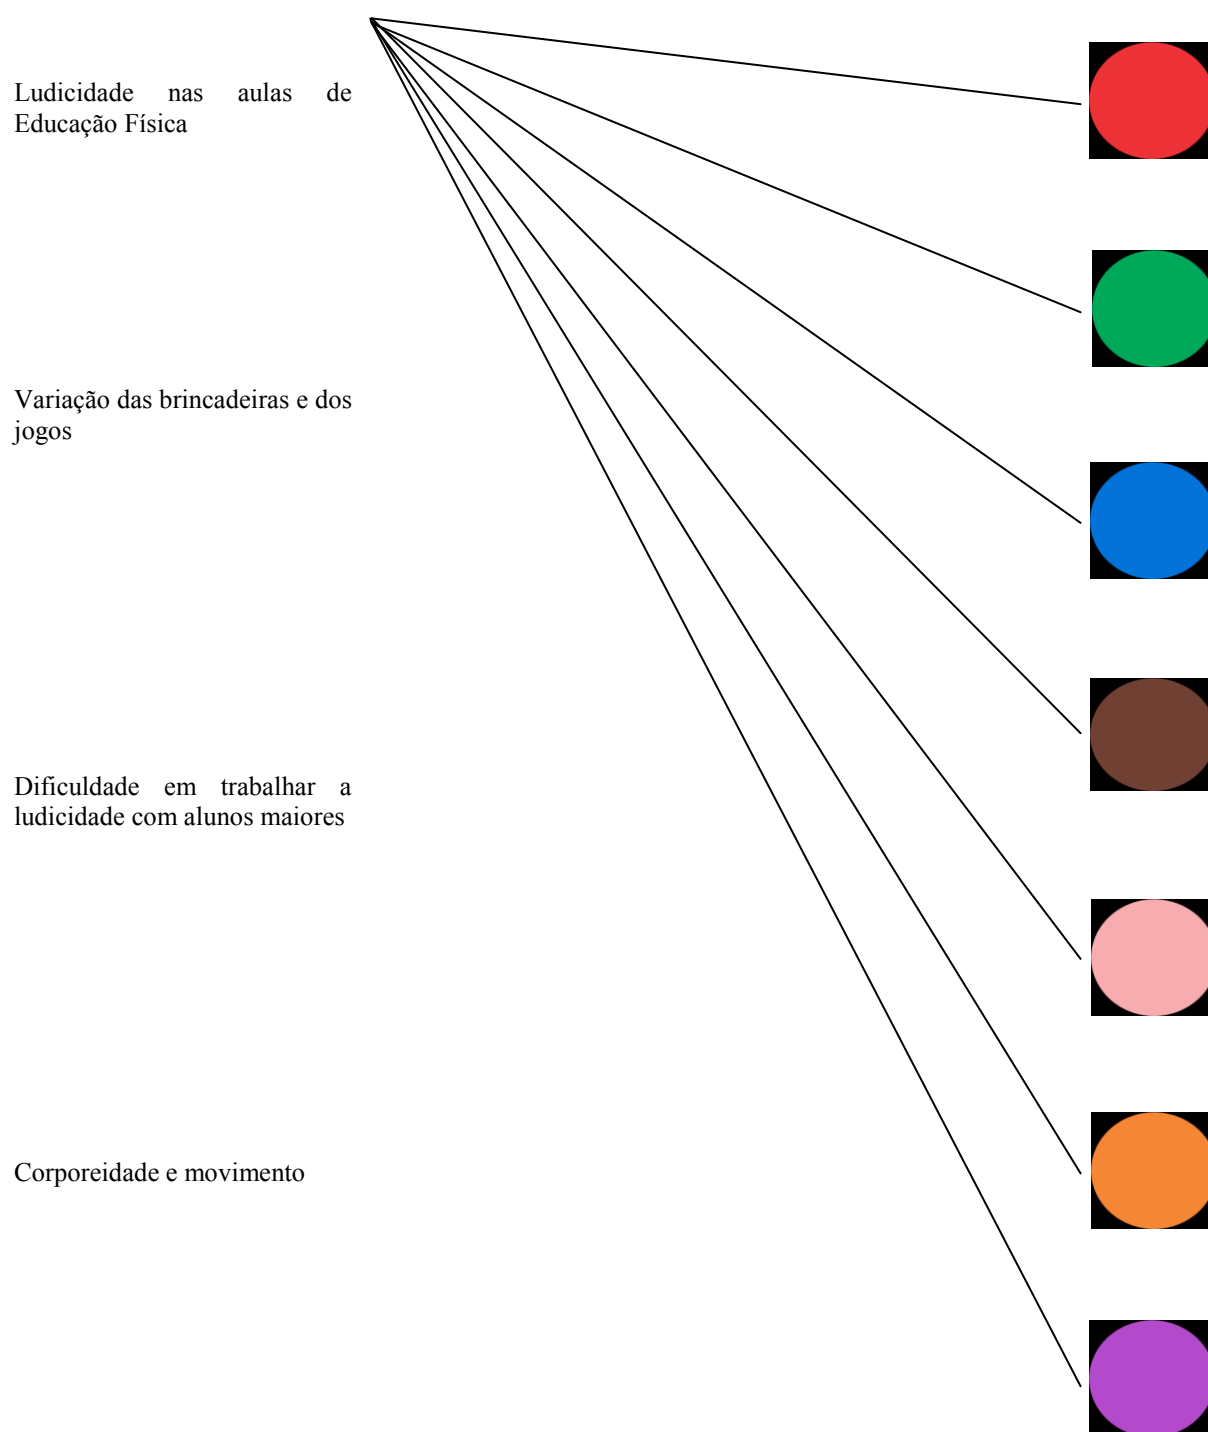 Ludicidade nas aulas de
Educação Física
Variação das brincadeiras e dos
jogos
Dificuldade em trabalhar a
ludicidade com alunos maiores
Corporeidade e movimento